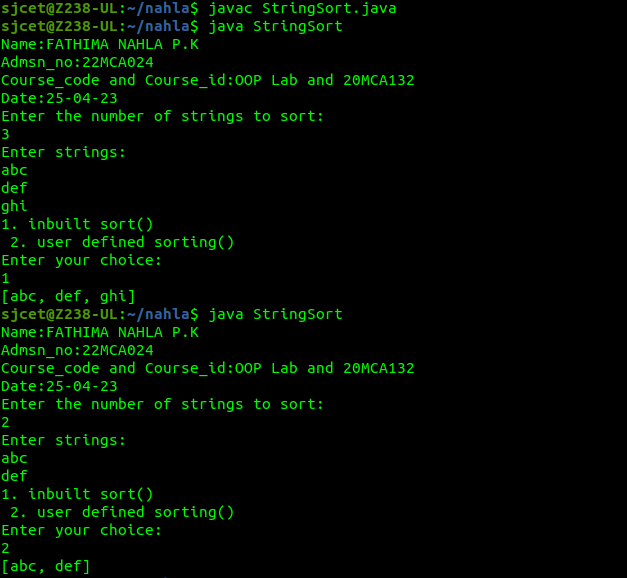 sjcet@Z238-UL:~/nahla$ javac StringSort.java
sjcet@Z238-UL:~/nahla$ java StringSort
Name:FATHIMA NAHLA P.K
Admsn_no:22MCA024
Course_code and Course_id:OOP Lab and 20MCA132
Date:25-04-23
Enter the number of strings to sort:
3
Enter strings:
abc
def
ghi
1. inbuilt sort()
 2. user defined sorting()
Enter your choice:
1
[abc, def, ghi]
sjcet@Z238-UL:~/nahla$ java StringSort
Name:FATHIMA NAHLA P.K
Admsn_no:22MCA024
Course_code and Course_id:OOP Lab and 20MCA132
Date:25-04-23
Enter the number of strings to sort:
2
Enter strings:
abc
def
1. inbuilt sort()
 2. user defined sorting()
Enter your choice:
2
[abc, def]